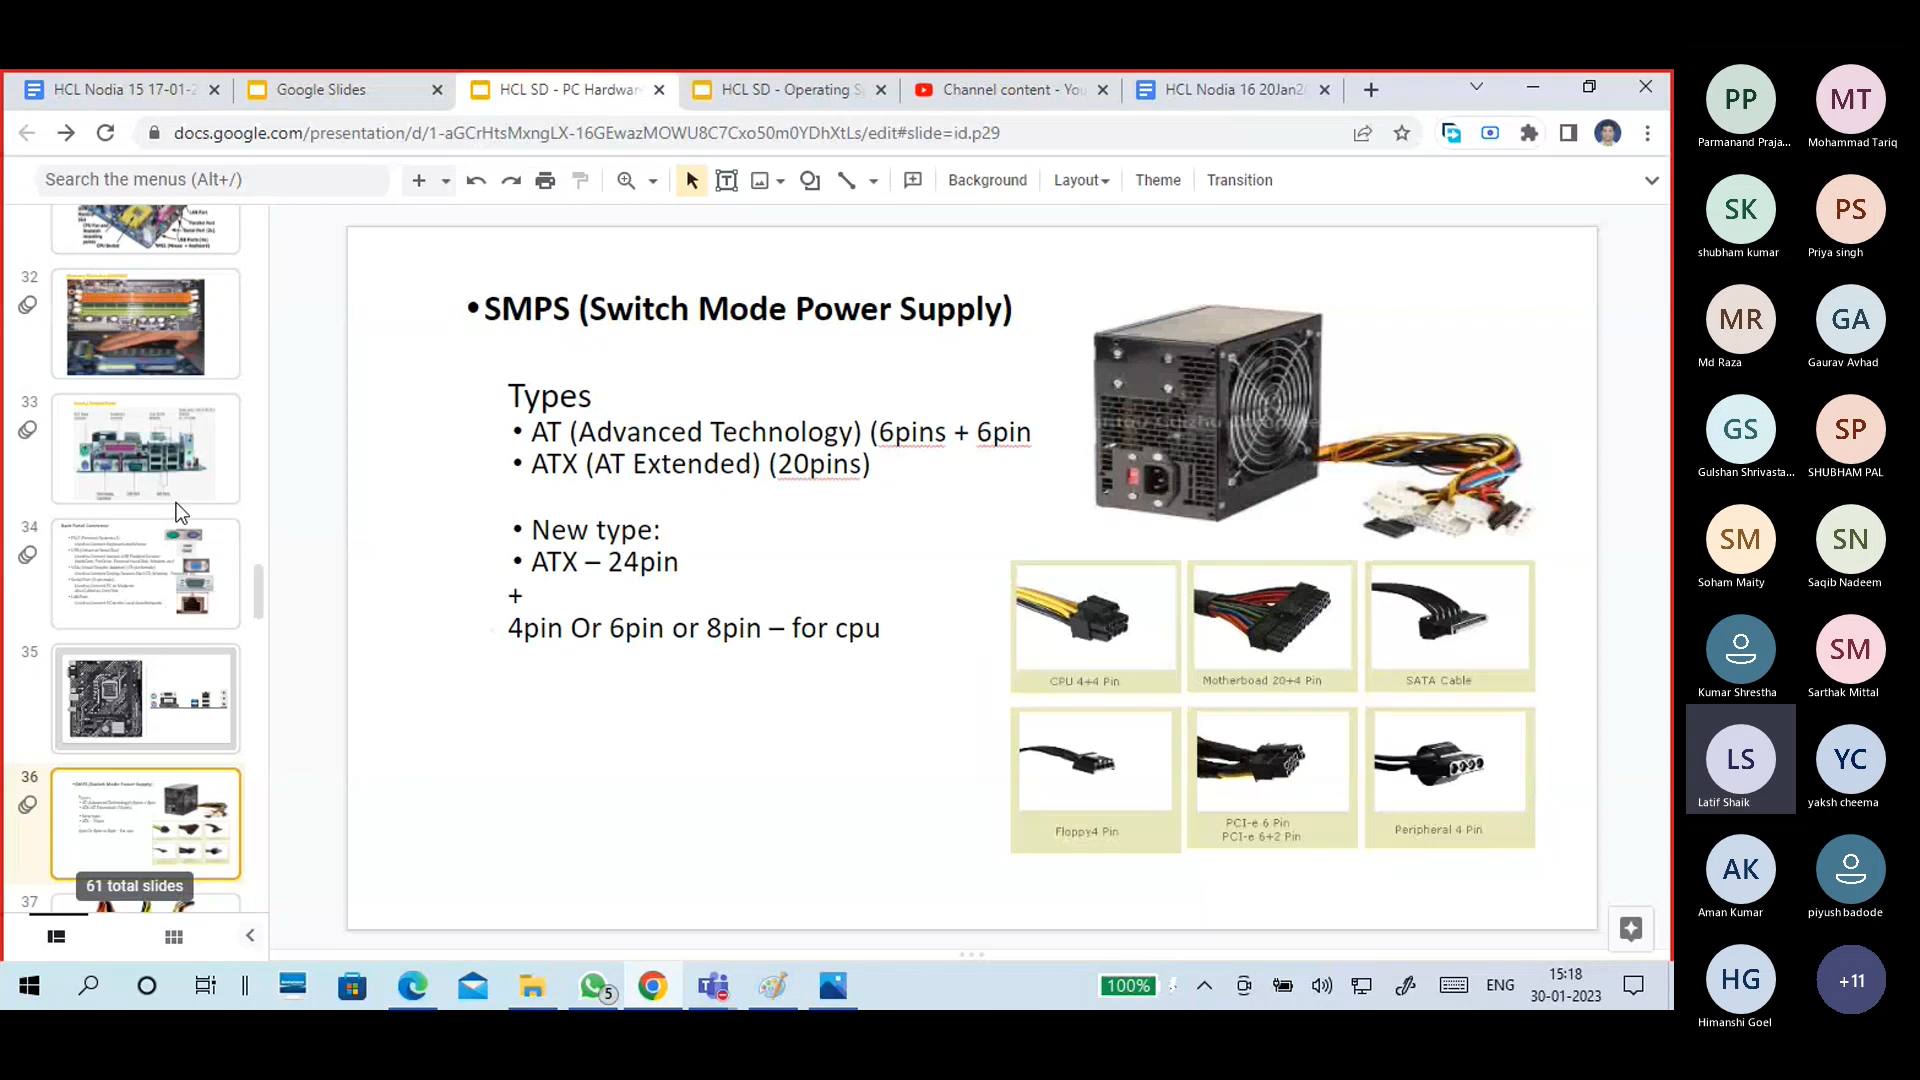 HCL Nodia 15 17-01-2
Google Slides
HCL SD - PC Hardwar
HCL SD - Operating S
Channel content - You
HCL Nodia 16 20Jan2
docs.google.com/presentation/d/1-aGCrHtsMxngLX-16GEwazMOWU8C7Cxo50m0YDhXtLs/edit#slide=id.p29
Search the menus (Alt+/)
Background
Layout
Theme
Transition
32
33
34
35
36
37
61 total slides
•SMPS (Switch Mode Power Supply)
Types
• AT (Advanced Technology) (6pins + 6pin
• ATX (AT Extended) (20pins)
• New type:
• ATX – 24pin
+
4pin Or 6pin or 8pin – for cpu
CPU 4+4 Pin
Motherboad 20+4 Pin
SATA Cable
Floppy4 Pin
PCI-e 6 Pin
PCI-e 6+2 Pin
Peripheral 4 Pin
5
100%
ENG
15:18
30-01-2023
PP
Parmanand Praja...
MT
Mohammad Tariq
SK
shubham kumar
PS
Priya singh
MR
Md Raza
GA
Gaurav Avhad
GS
Gulshan Shrivasta...
SP
SHUBHAM PAL
SM
Soham Maity
SN
Saqib Nadeem
Kumar Shrestha
SM
Sarthak Mittal
LS
Latif Shaik
YC
yaksh cheema
AK
Aman Kumar
piyush badode
HG
Himanshi Goel
+11